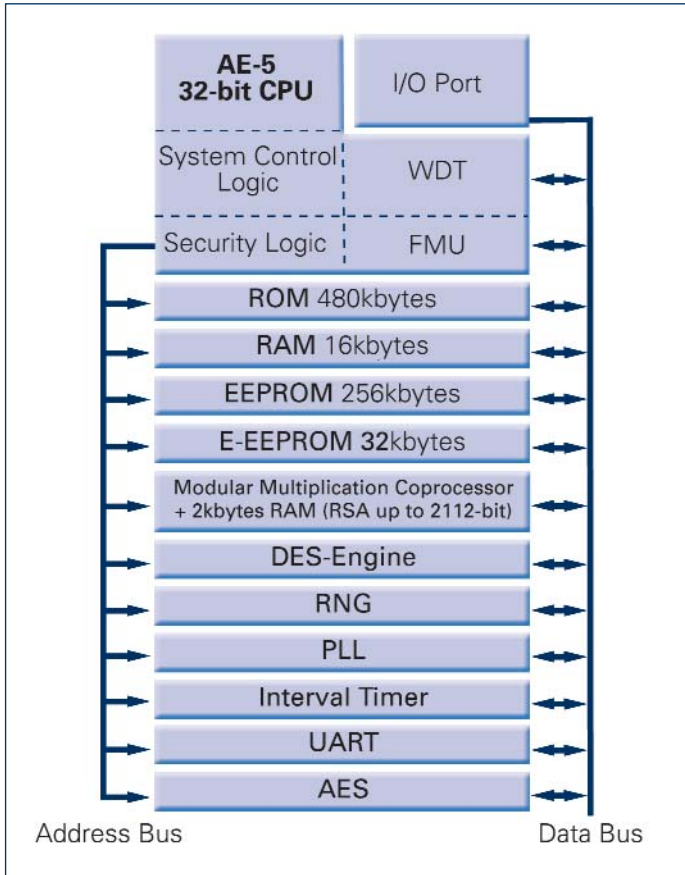 AE-5
32-bit CPU
I/O Port
System Control
Logic
WDT
Security Logic
FMU
ROM 480kbytes
RAM 16kbytes
EEPROM 256kbytes
E-EEPROM 32kbytes
Modular Multiplication Coprocessor
+ 2kbytes RAM (RSA up to 2112-bit)
DES-Engine
RNG
PLL
Interval Timer
UART
AES
Address Bus
Data Bus